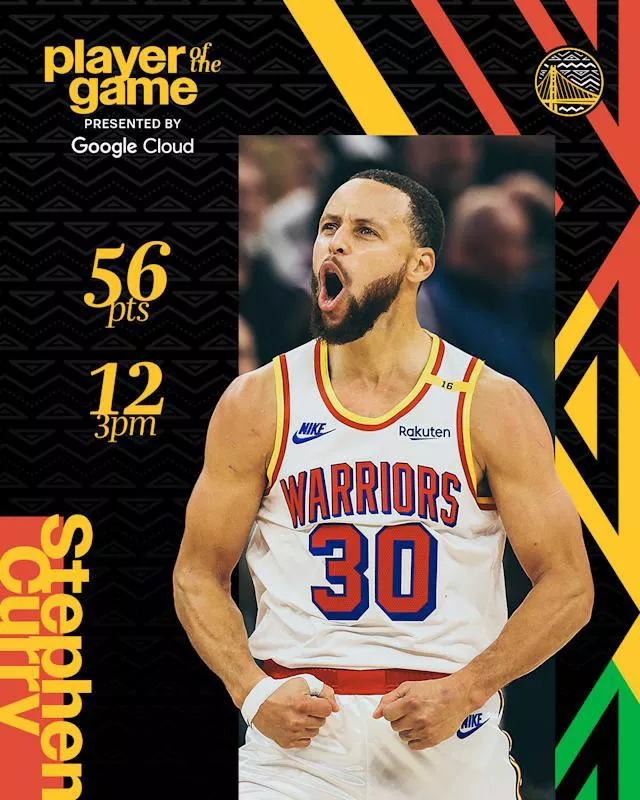 player of the
game
PRESENTED BY
Google Cloud
56
pts
12
3pm
Stephen
Curry
16
NIKE
Rakuten
WARRIORS
30
NIKE